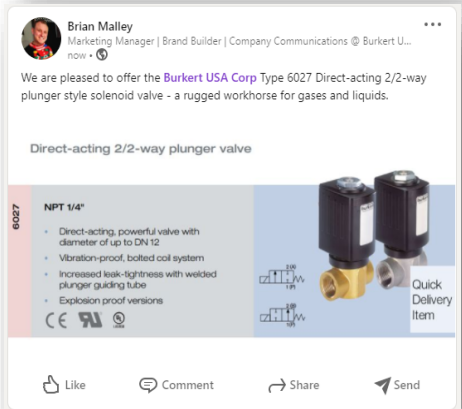 Brian Malley
Marketing Manager | Brand Builder | Company Communications @ Burkert U...
now •
We are pleased to offer the Burkert USA Corp Type 6027 Direct-acting 2/2-way
plunger style solenoid valve - a rugged workhorse for gases and liquids.
Direct-acting 2/2-way plunger valve
6027
NPT 1/4"
• Direct-acting, powerful valve with
diameter of up to DN 12
• Vibration-proof, bolted coil system
• Increased leak-tightness with welded
plunger guiding tube
• Explosion proof versions
CE
Quick
Delivery
Item
Like
Comment
Share
Send